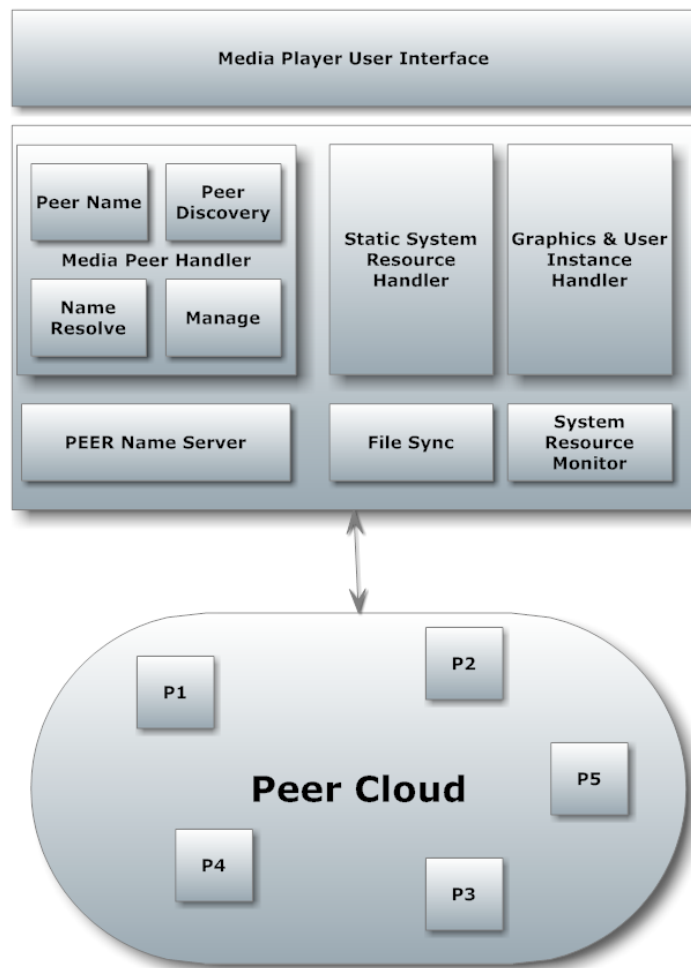 Media Player User Interface
Peer Name
Peer
Discovery
Media Peer Handler
Name
Resolve
Manage
Static System
Resource
Handler
Graphics & User
Instance
Handler
PEER Name Server
File Sync
System
Resource
Monitor
P1
P2
Peer Cloud
P5
P4
P3